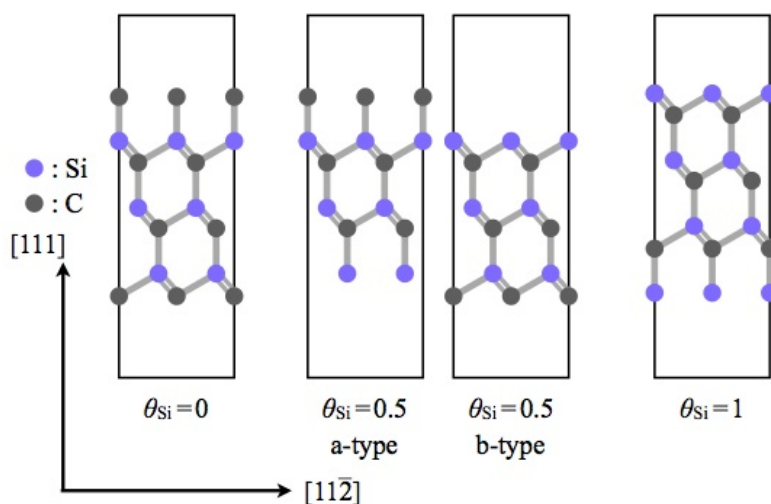 : Si
: C
[111]
θSi=0
θSi=0.5
a-type
θSi=0.5
b-type
θSi=1
[112̅]